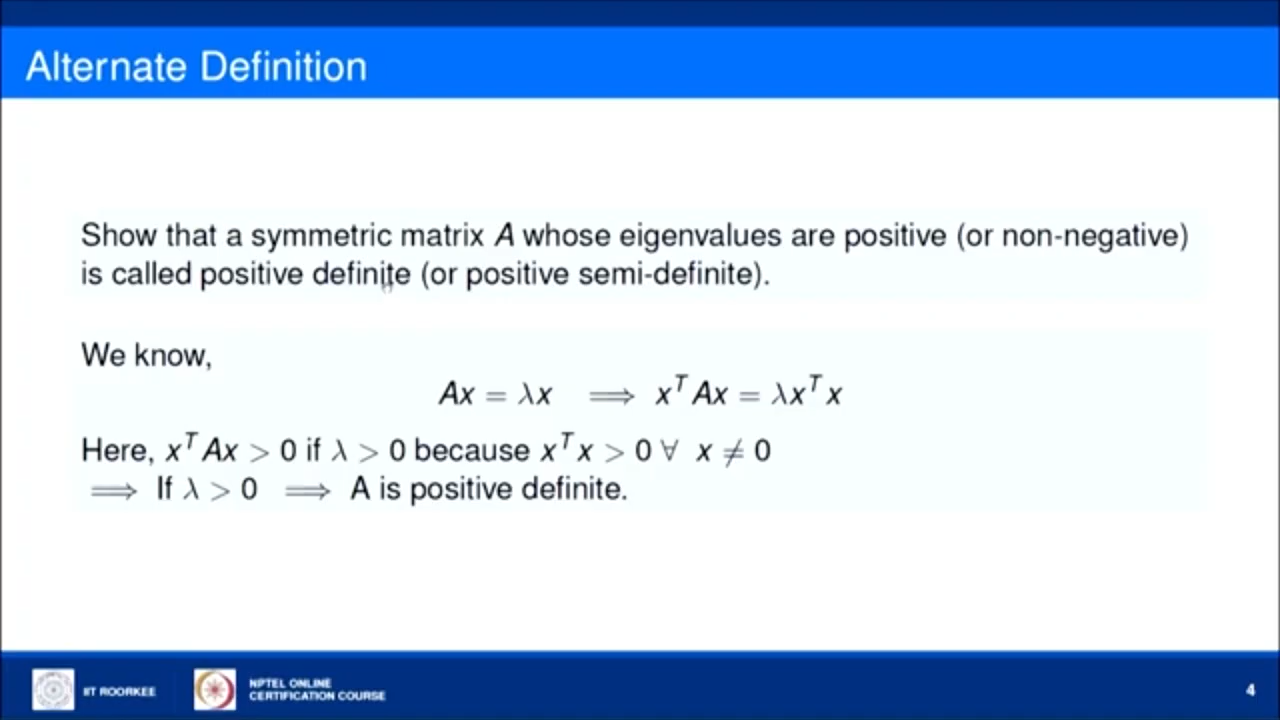 Alternate Definition
Show that a symmetric matrix A whose eigenvalues are positive (or non-negative)
is called positive definite (or positive semi-definite).
We know,
Ax = λx ⟹ x^T Ax = λx^T x
Here, x^T Ax > 0 if λ > 0 because x^T x > 0 ∀ x ≠ 0
⟹ If λ > 0 ⟹ A is positive definite.
IIT ROORKEE
NPTEL ONLINE
CERTIFICATION COURSE
4